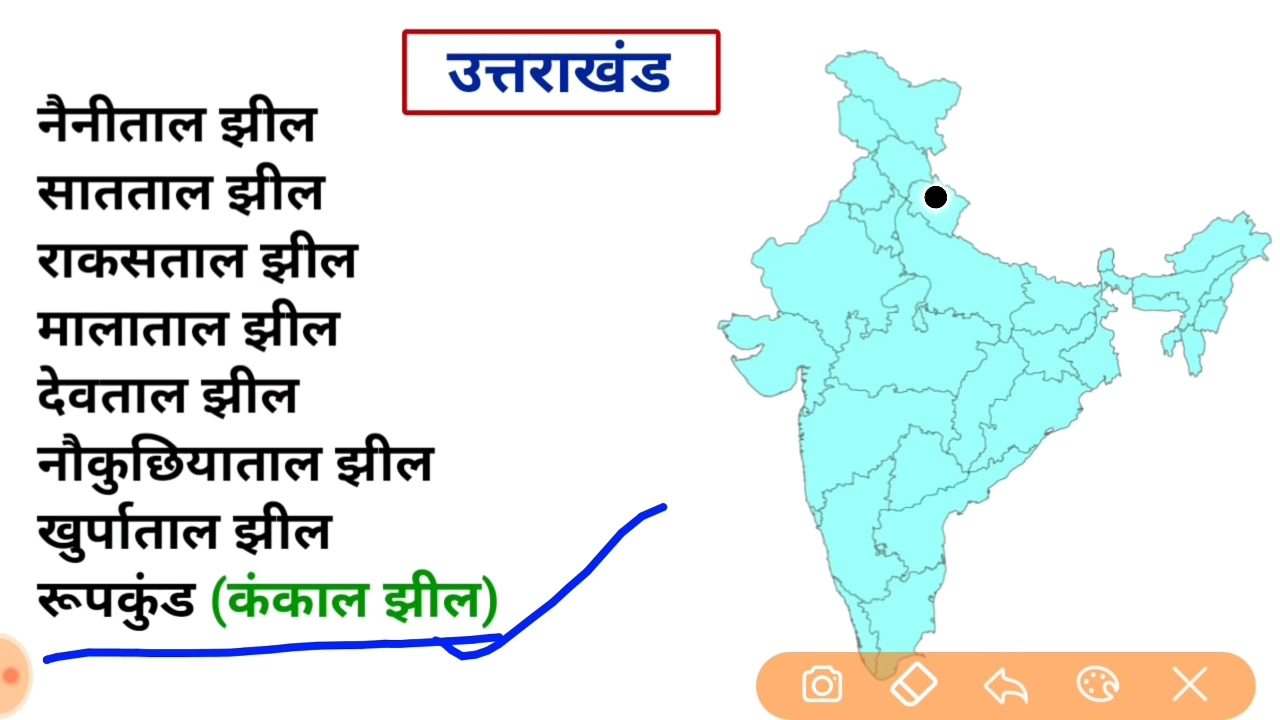 उत्तराखंड
नैनीताल झील
सातताल झील
राकसताल झील
मालाताल झील
देवताल झील
नौकुछियाताल झील
खुर्पाताल झील
रूपकुंड (कंकाल झील)